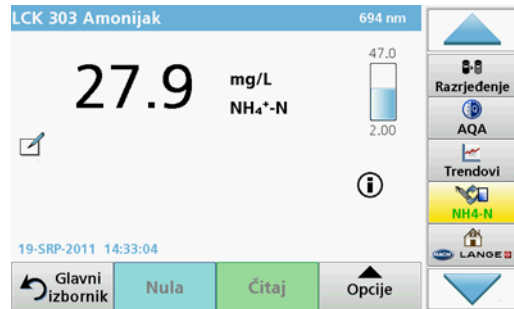 LCK 303 Amonijak
694 nm
27.9
mg/L
NH₄⁺-N
47.0
2.00
19-SRP-2011 14:33:04
Glavni
izbornik
Nula
Čitaj
Opcije
Razrjeđenje
AQA
Trendovi
NH4-N
HACH LANGE